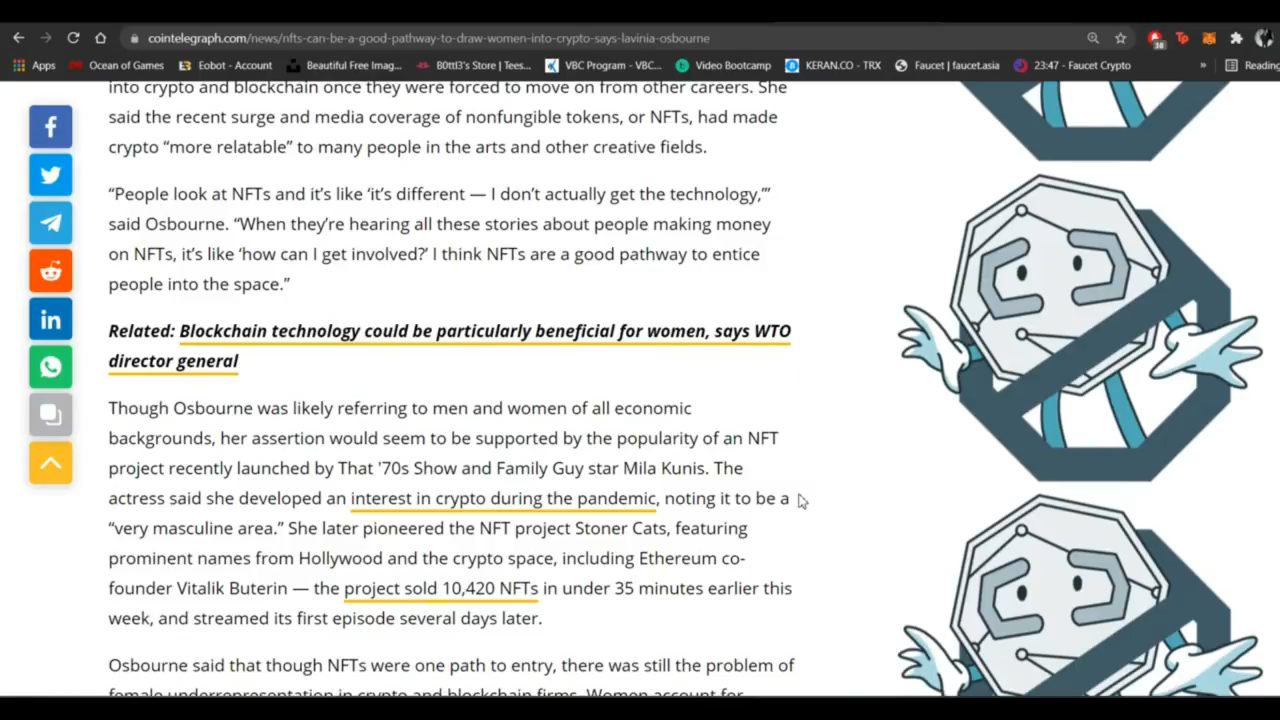 cointelegraph.com/news/nfts-can-be-a-good-pathway-to-draw-women-into-crypto-says-lavinia-osbourne
38
Apps
Ocean of Games
Eobot - Account
Beautiful Free Imag...
B0ttl3's Store | Tees...
VBC Program - VBC...
Video Bootcamp
KERAN.CO - TRX
Faucet | faucet.asia
23:47 - Faucet Crypto
»
Reading
into crypto and blockchain once they were forced to move on from other careers. She
said the recent surge and media coverage of nonfungible tokens, or NFTs, had made
crypto “more relatable” to many people in the arts and other creative fields.
“People look at NFTs and it’s like ‘it’s different — I don’t actually get the technology,’”
said Osbourne. “When they’re hearing all these stories about people making money
on NFTs, it’s like ‘how can I get involved?’ I think NFTs are a good pathway to entice
people into the space.”
Related: Blockchain technology could be particularly beneficial for women, says WTO
director general
Though Osbourne was likely referring to men and women of all economic
backgrounds, her assertion would seem to be supported by the popularity of an NFT
project recently launched by That '70s Show and Family Guy star Mila Kunis. The
actress said she developed an interest in crypto during the pandemic, noting it to be a
“very masculine area.” She later pioneered the NFT project Stoner Cats, featuring
prominent names from Hollywood and the crypto space, including Ethereum co-
founder Vitalik Buterin — the project sold 10,420 NFTs in under 35 minutes earlier this
week, and streamed its first episode several days later.
Osbourne said that though NFTs were one path to entry, there was still the problem of
female underrepresentation in crypto and blockchain firms. Women account for